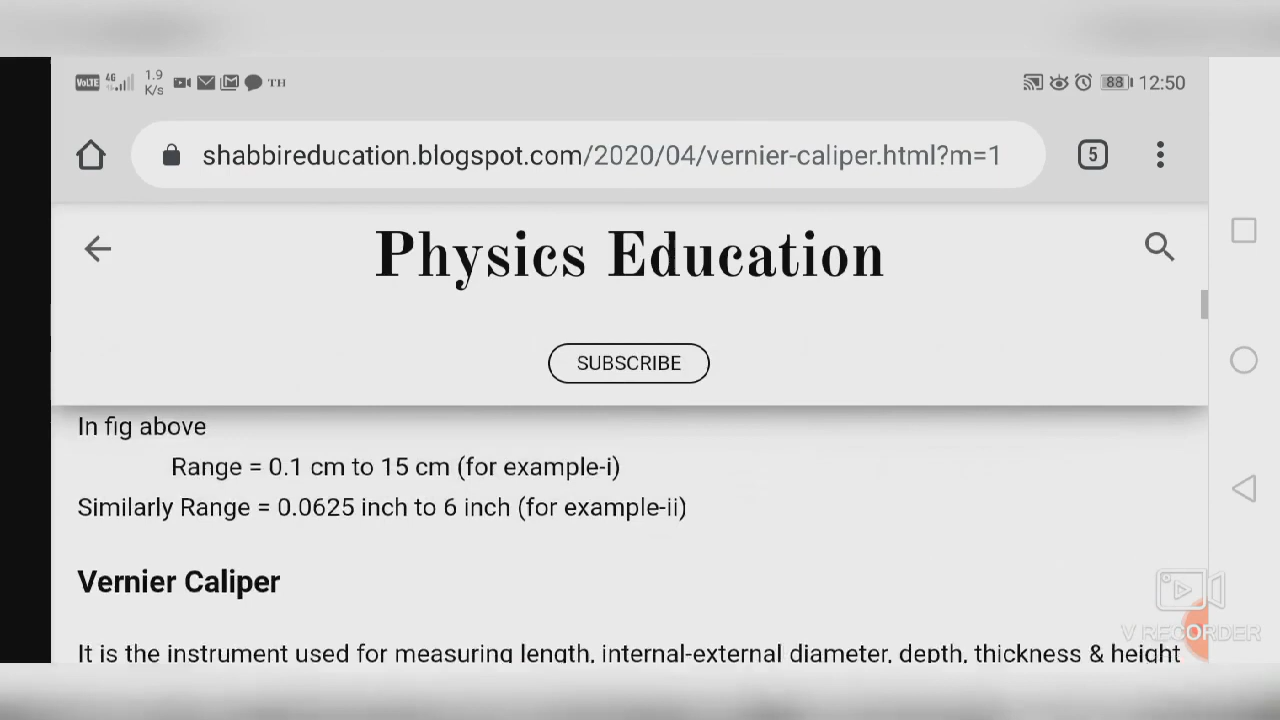 VoLTE 4G 1.9 K/s TH 88 12:50
shabbireducation.blogspot.com/2020/04/vernier-caliper.html?m=1 5
Physics Education
SUBSCRIBE
In fig above
Range = 0.1 cm to 15 cm (for example-i)
Similarly Range = 0.0625 inch to 6 inch (for example-ii)
Vernier Caliper
V RECORDER
It is the instrument used for measuring length, internal-external diameter, depth, thickness & height